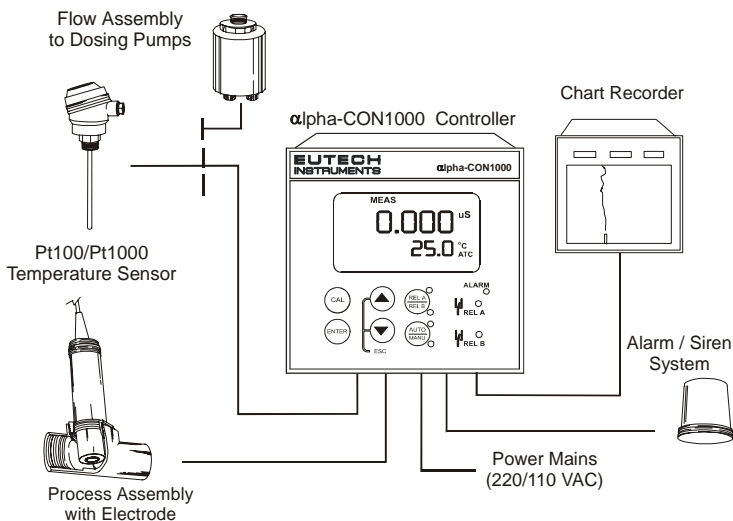 Flow Assembly
to Dosing Pumps
Chart Recorder
αlpha-CON1000 Controller
EUTECH
INSTRUMENTS
αlpha-CON1000
MEAS
0.000 uS
25.0 °C
ATC
Pt100/Pt1000
Temperature Sensor
ALARM
CAL
REL A
REL B
REL A
ENTER
AUTO
MANU
REL B
ESC
Alarm / Siren
System
Power Mains
(220/110 VAC)
Process Assembly
with Electrode